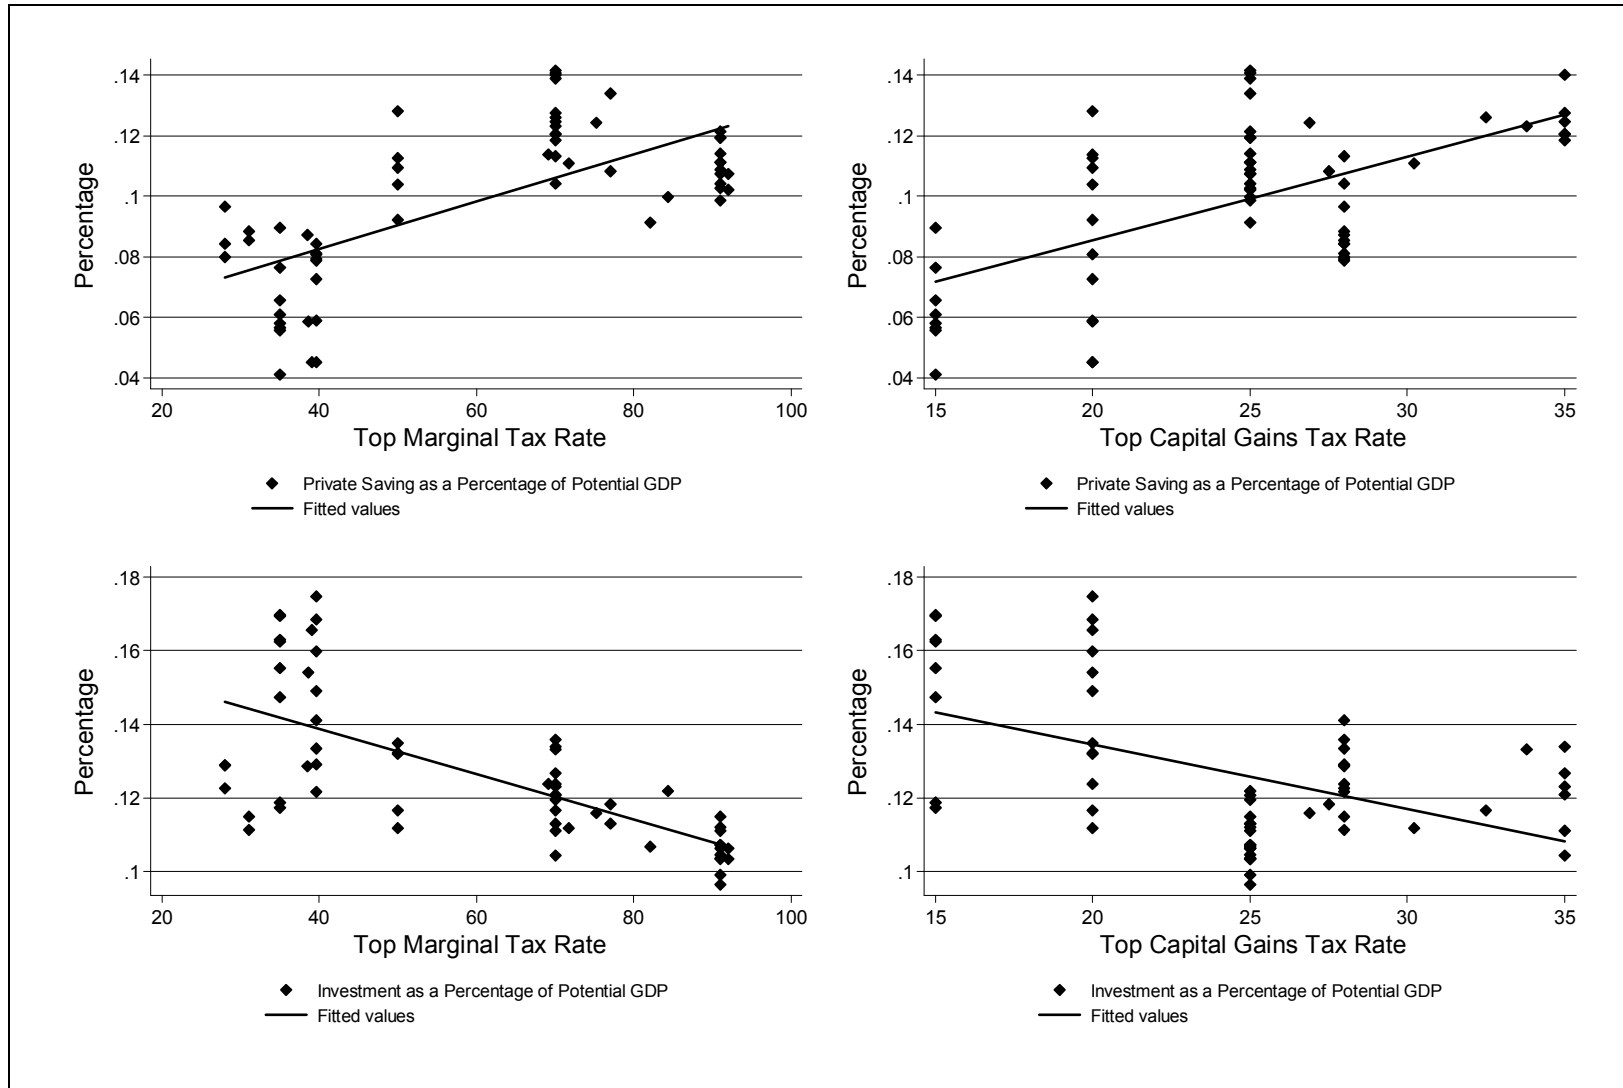 .14
.12
.1
.08
.06
.04
Percentage
20 40 60 80 100
Top Marginal Tax Rate
Private Saving as a Percentage of Potential GDP
Fitted values
.14
.12
.1
.08
.06
.04
Percentage
15 20 25 30 35
Top Capital Gains Tax Rate
Private Saving as a Percentage of Potential GDP
Fitted values
.18
.16
.14
.12
.1
Percentage
20 40 60 80 100
Top Marginal Tax Rate
Investment as a Percentage of Potential GDP
Fitted values
.18
.16
.14
.12
.1
Percentage
15 20 25 30 35
Top Capital Gains Tax Rate
Investment as a Percentage of Potential GDP
Fitted values